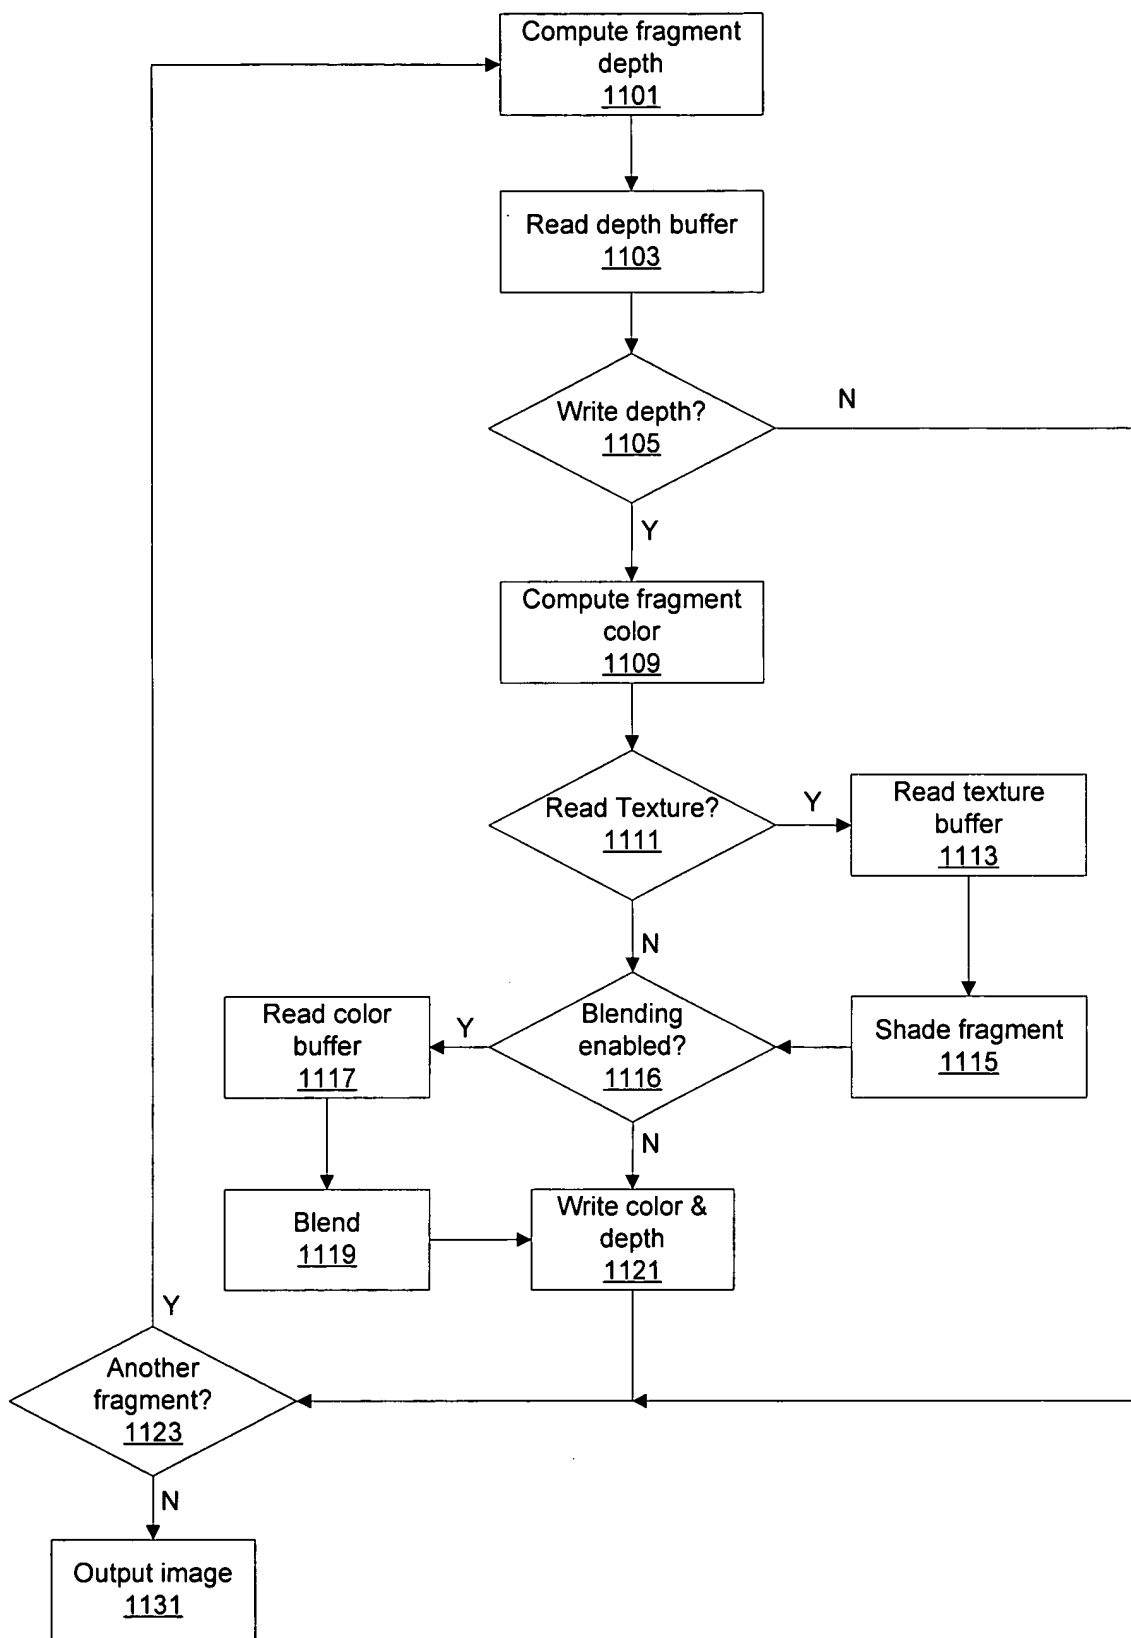 Compute fragment
depth
1101
Read depth buffer
1103
Write depth?
1105
N
Y
Compute fragment
color
1109
Read Texture?
1111
Y
Read texture
buffer
1113
N
Shade fragment
1115
Blending
enabled?
1116
Y
Read color
buffer
1117
N
Blend
1119
Write color &
depth
1121
Y
Another
fragment?
1123
N
Output image
1131